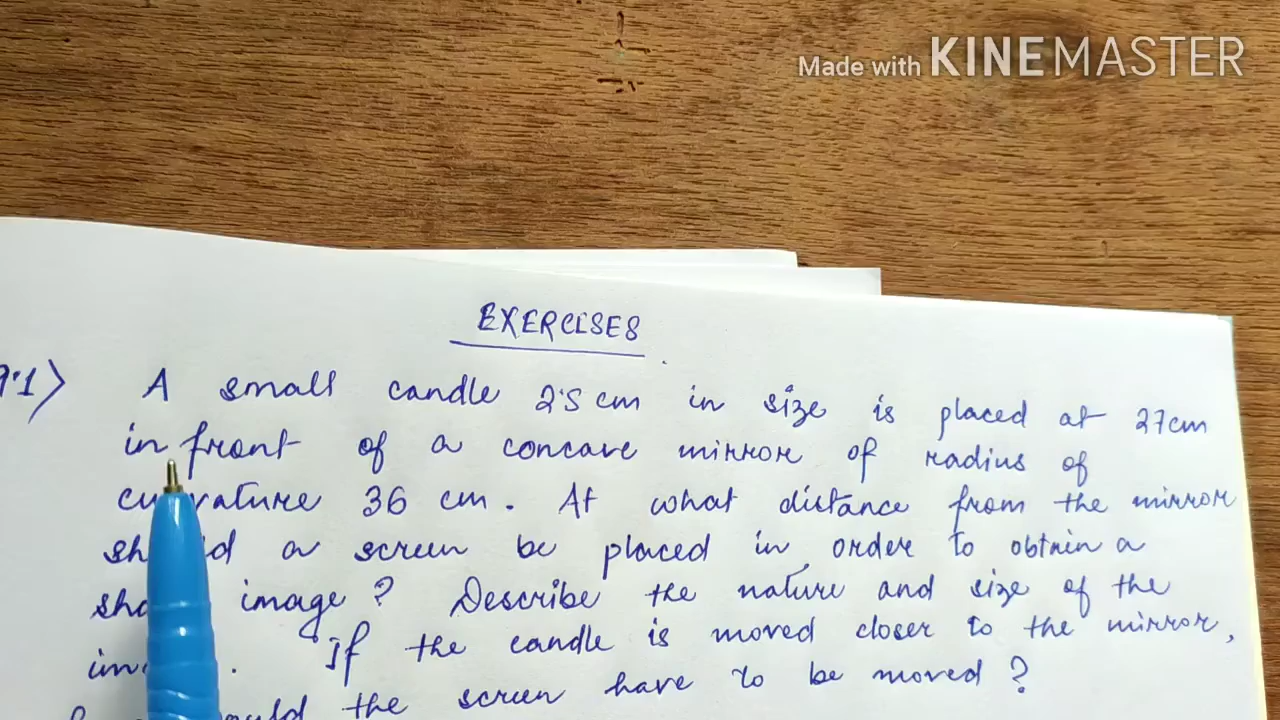 Made with KINEMASTER
EXERCISES
9.1> A small candle 2.5 cm in size is placed at 27cm
in front of a concave mirror of radius of
curvature 36 cm. At what distance from the mirror
a screen be placed in order to obtain a
image? Describe the nature and size of the
. If the candle is moved closer to the mirror,
the screen have to be moved?